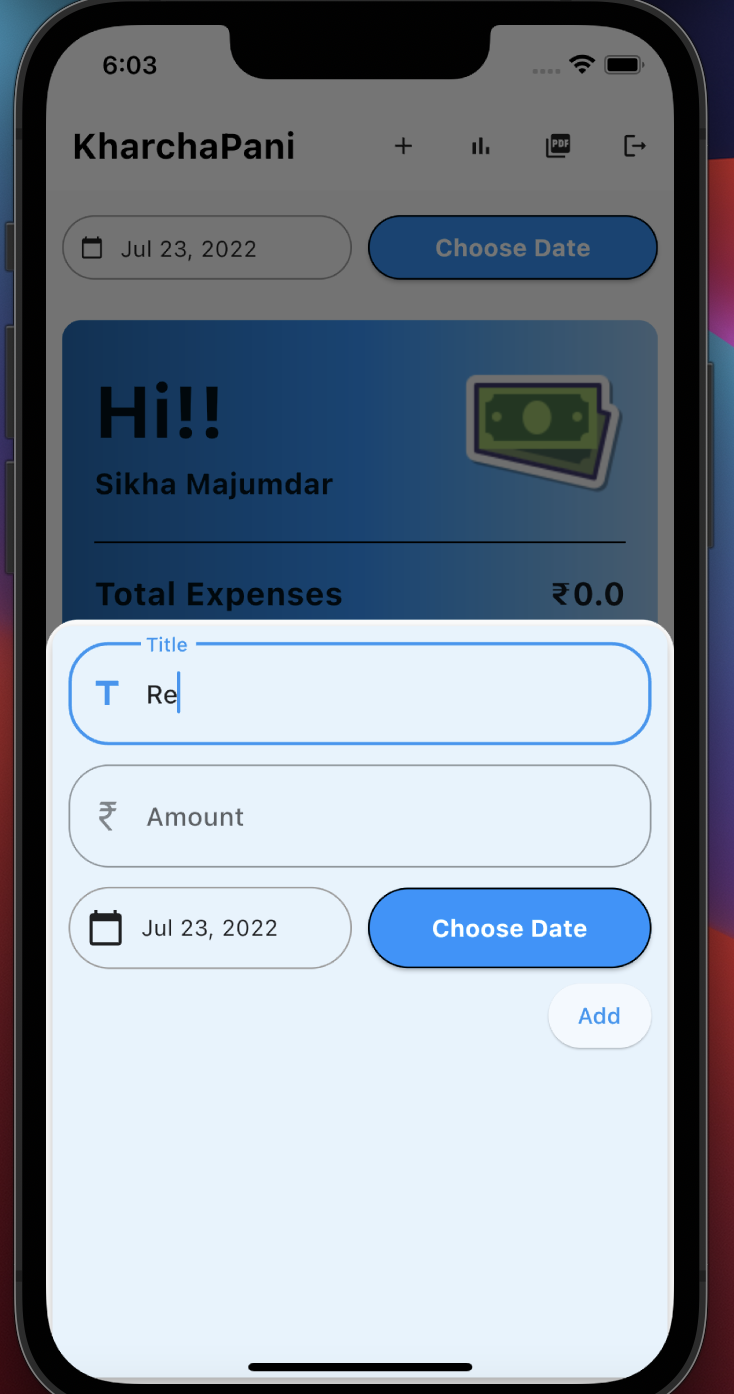 6:03
KharchaPani PDF
Jul 23, 2022 Choose Date
Hi!!
Sikha Majumdar
Total Expenses ₹0.0
Title
T Re
₹ Amount
Jul 23, 2022 Choose Date
Add